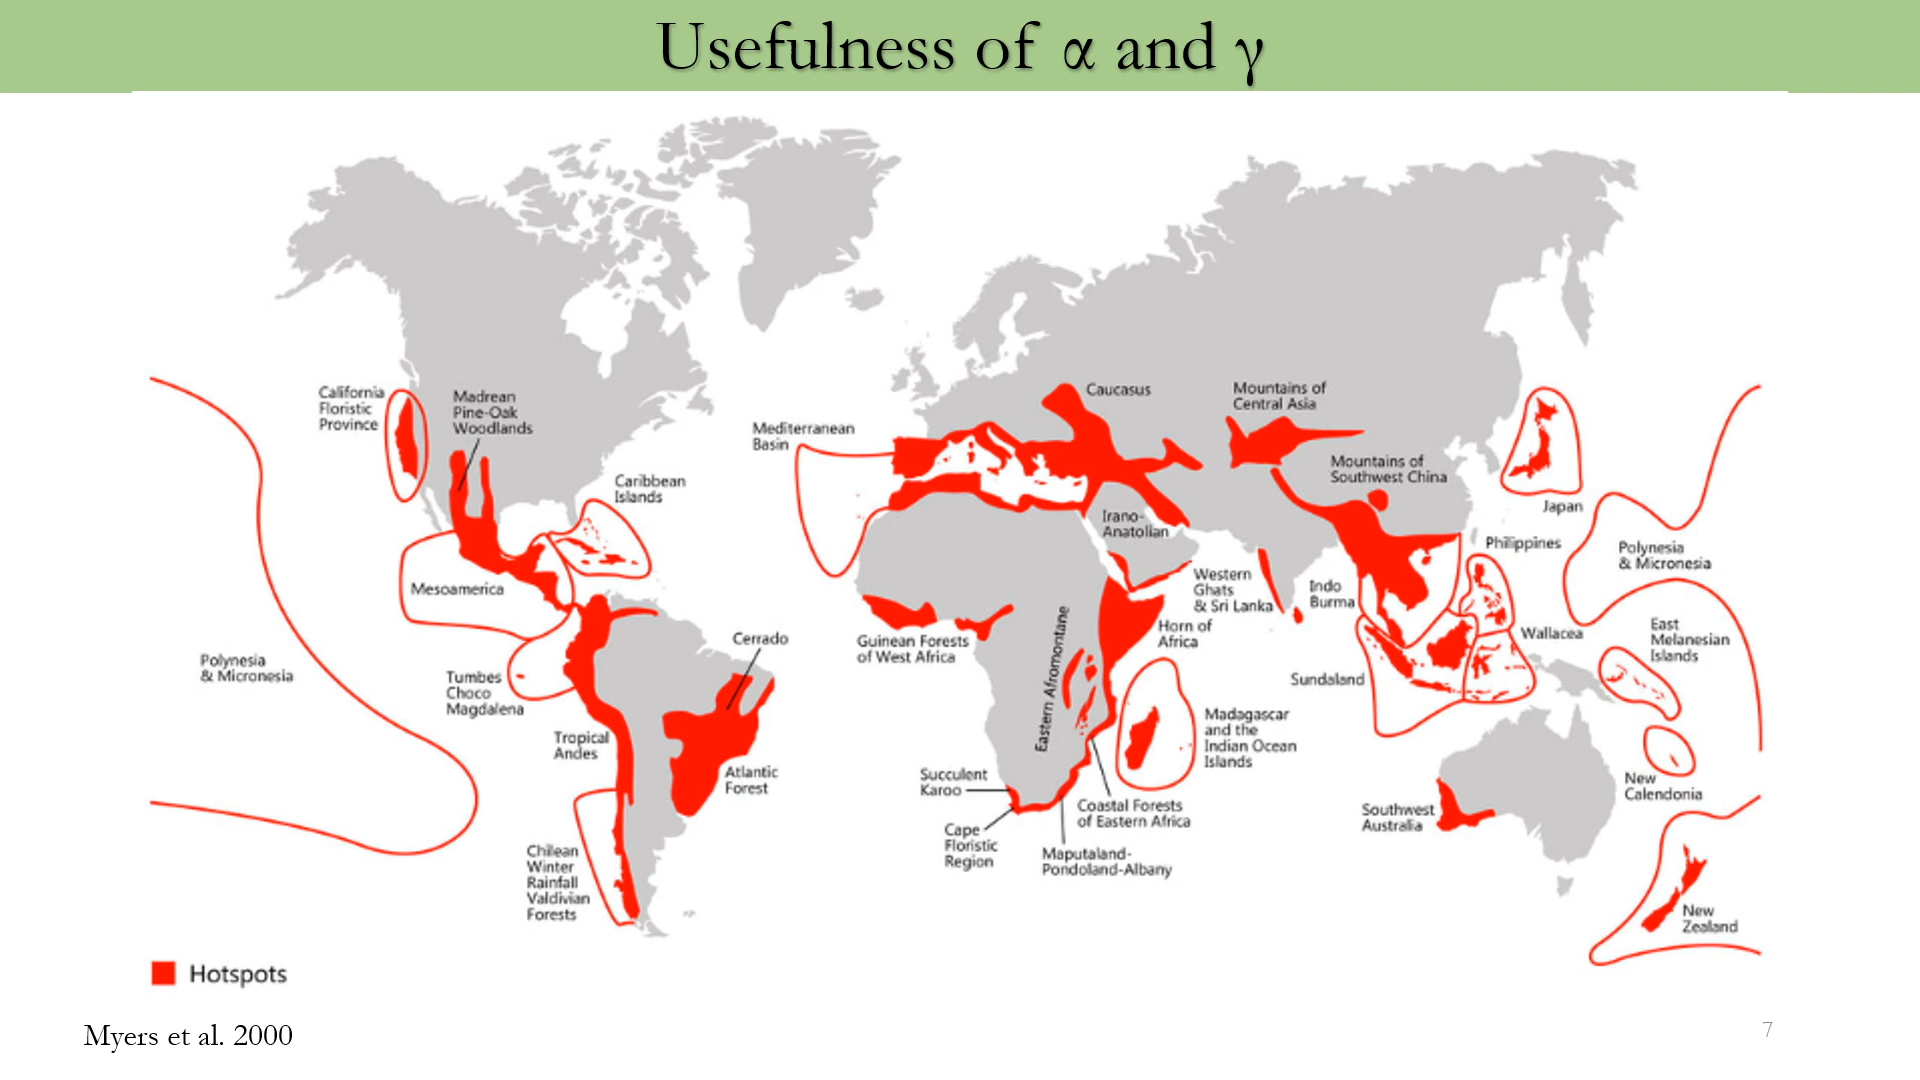 Usefulness of α and γ
California
Floristic
Province
Madrean
Pine-Oak
Woodlands
Caribbean
Islands
Mesoamerica
Polynesia
& Micronesia
Tumbes
Choco
Magdalena
Tropical
Andes
Cerrado
Atlantic
Forest
Chilean
Winter
Rainfall
Valdivian
Forests
Mediterranean
Basin
Caucasus
Irano-
Anatolian
Mountains of
Central Asia
Mountains of
Southwest China
Japan
Philippines
Polynesia
& Micronesia
Western
Ghats
& Sri Lanka
Indo
Burma
Guinean Forests
of West Africa
Eastern Afromontane
Horn of
Africa
Sundaland
Wallacea
East
Melanesian
Islands
Madagascar
and the
Indian Ocean
Islands
Succulent
Karoo
Cape
Floristic
Region
Coastal Forests
of Eastern Africa
Maputaland-
Pondoland-Albany
Southwest
Australia
New
Calendonia
New
Zealand
Hotspots
Myers et al. 2000
7